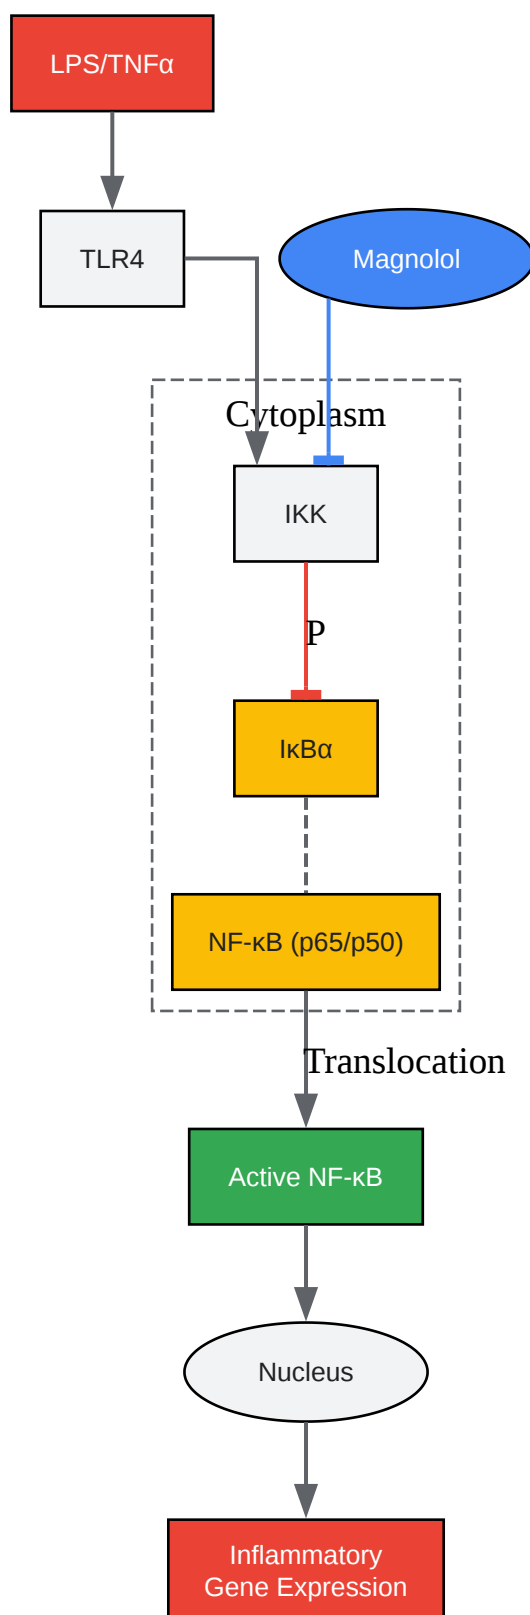 LPS/TNFα
TLR4
Magnolol
Cytoplasm
IKK
P
IκBα
NF-κB (p65/p50)
Translocation
Active NF-κB
Nucleus
Inflammatory
Gene Expression